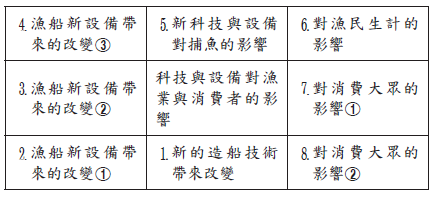 4.漁船新設備帶
來的改變③
5.新科技與設備
對捕魚的影響
6.對漁民生計的
影響
3.漁船新設備帶
來的改變②
科技與設備對漁
業與消費者的影
響
7.對消費大眾的
影響①
2.漁船新設備帶
來的改變①
1.新的造船技術
帶來改變
8.對消費大眾的
影響②